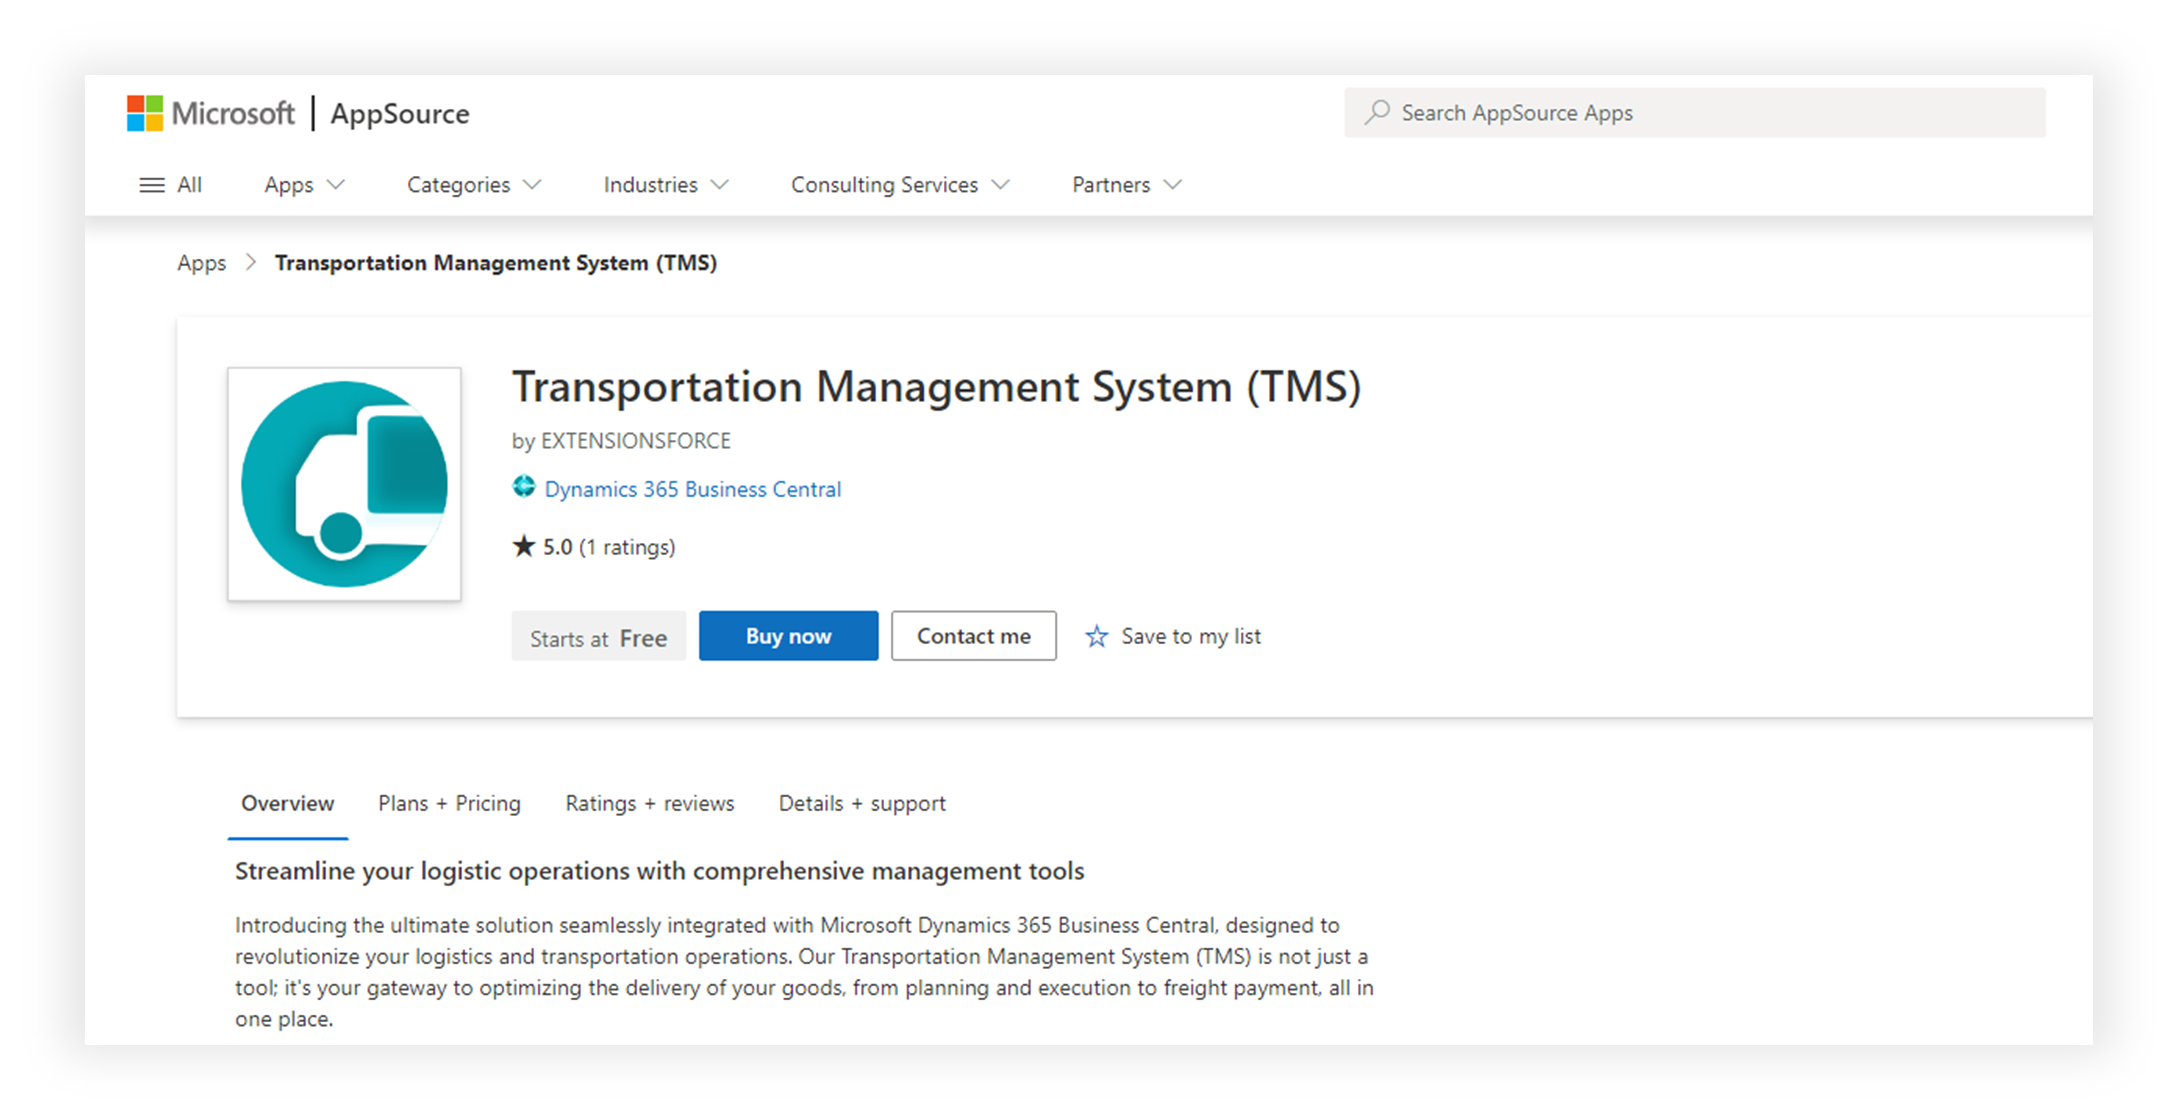 Microsoft | AppSource
Search AppSource Apps
All Apps Categories Industries Consulting Services Partners
Apps > Transportation Management System (TMS)
Transportation Management System (TMS)
by EXTENSIONSFORCE
Dynamics 365 Business Central
★ 5.0 (1 ratings)
Starts at Free Buy now Contact me ☆ Save to my list
Overview Plans + Pricing Ratings + reviews Details + support
Streamline your logistic operations with comprehensive management tools
Introducing the ultimate solution seamlessly integrated with Microsoft Dynamics 365 Business Central, designed to
revolutionize your logistics and transportation operations. Our Transportation Management System (TMS) is not just a
tool; it's your gateway to optimizing the delivery of your goods, from planning and execution to freight payment, all in
one place.